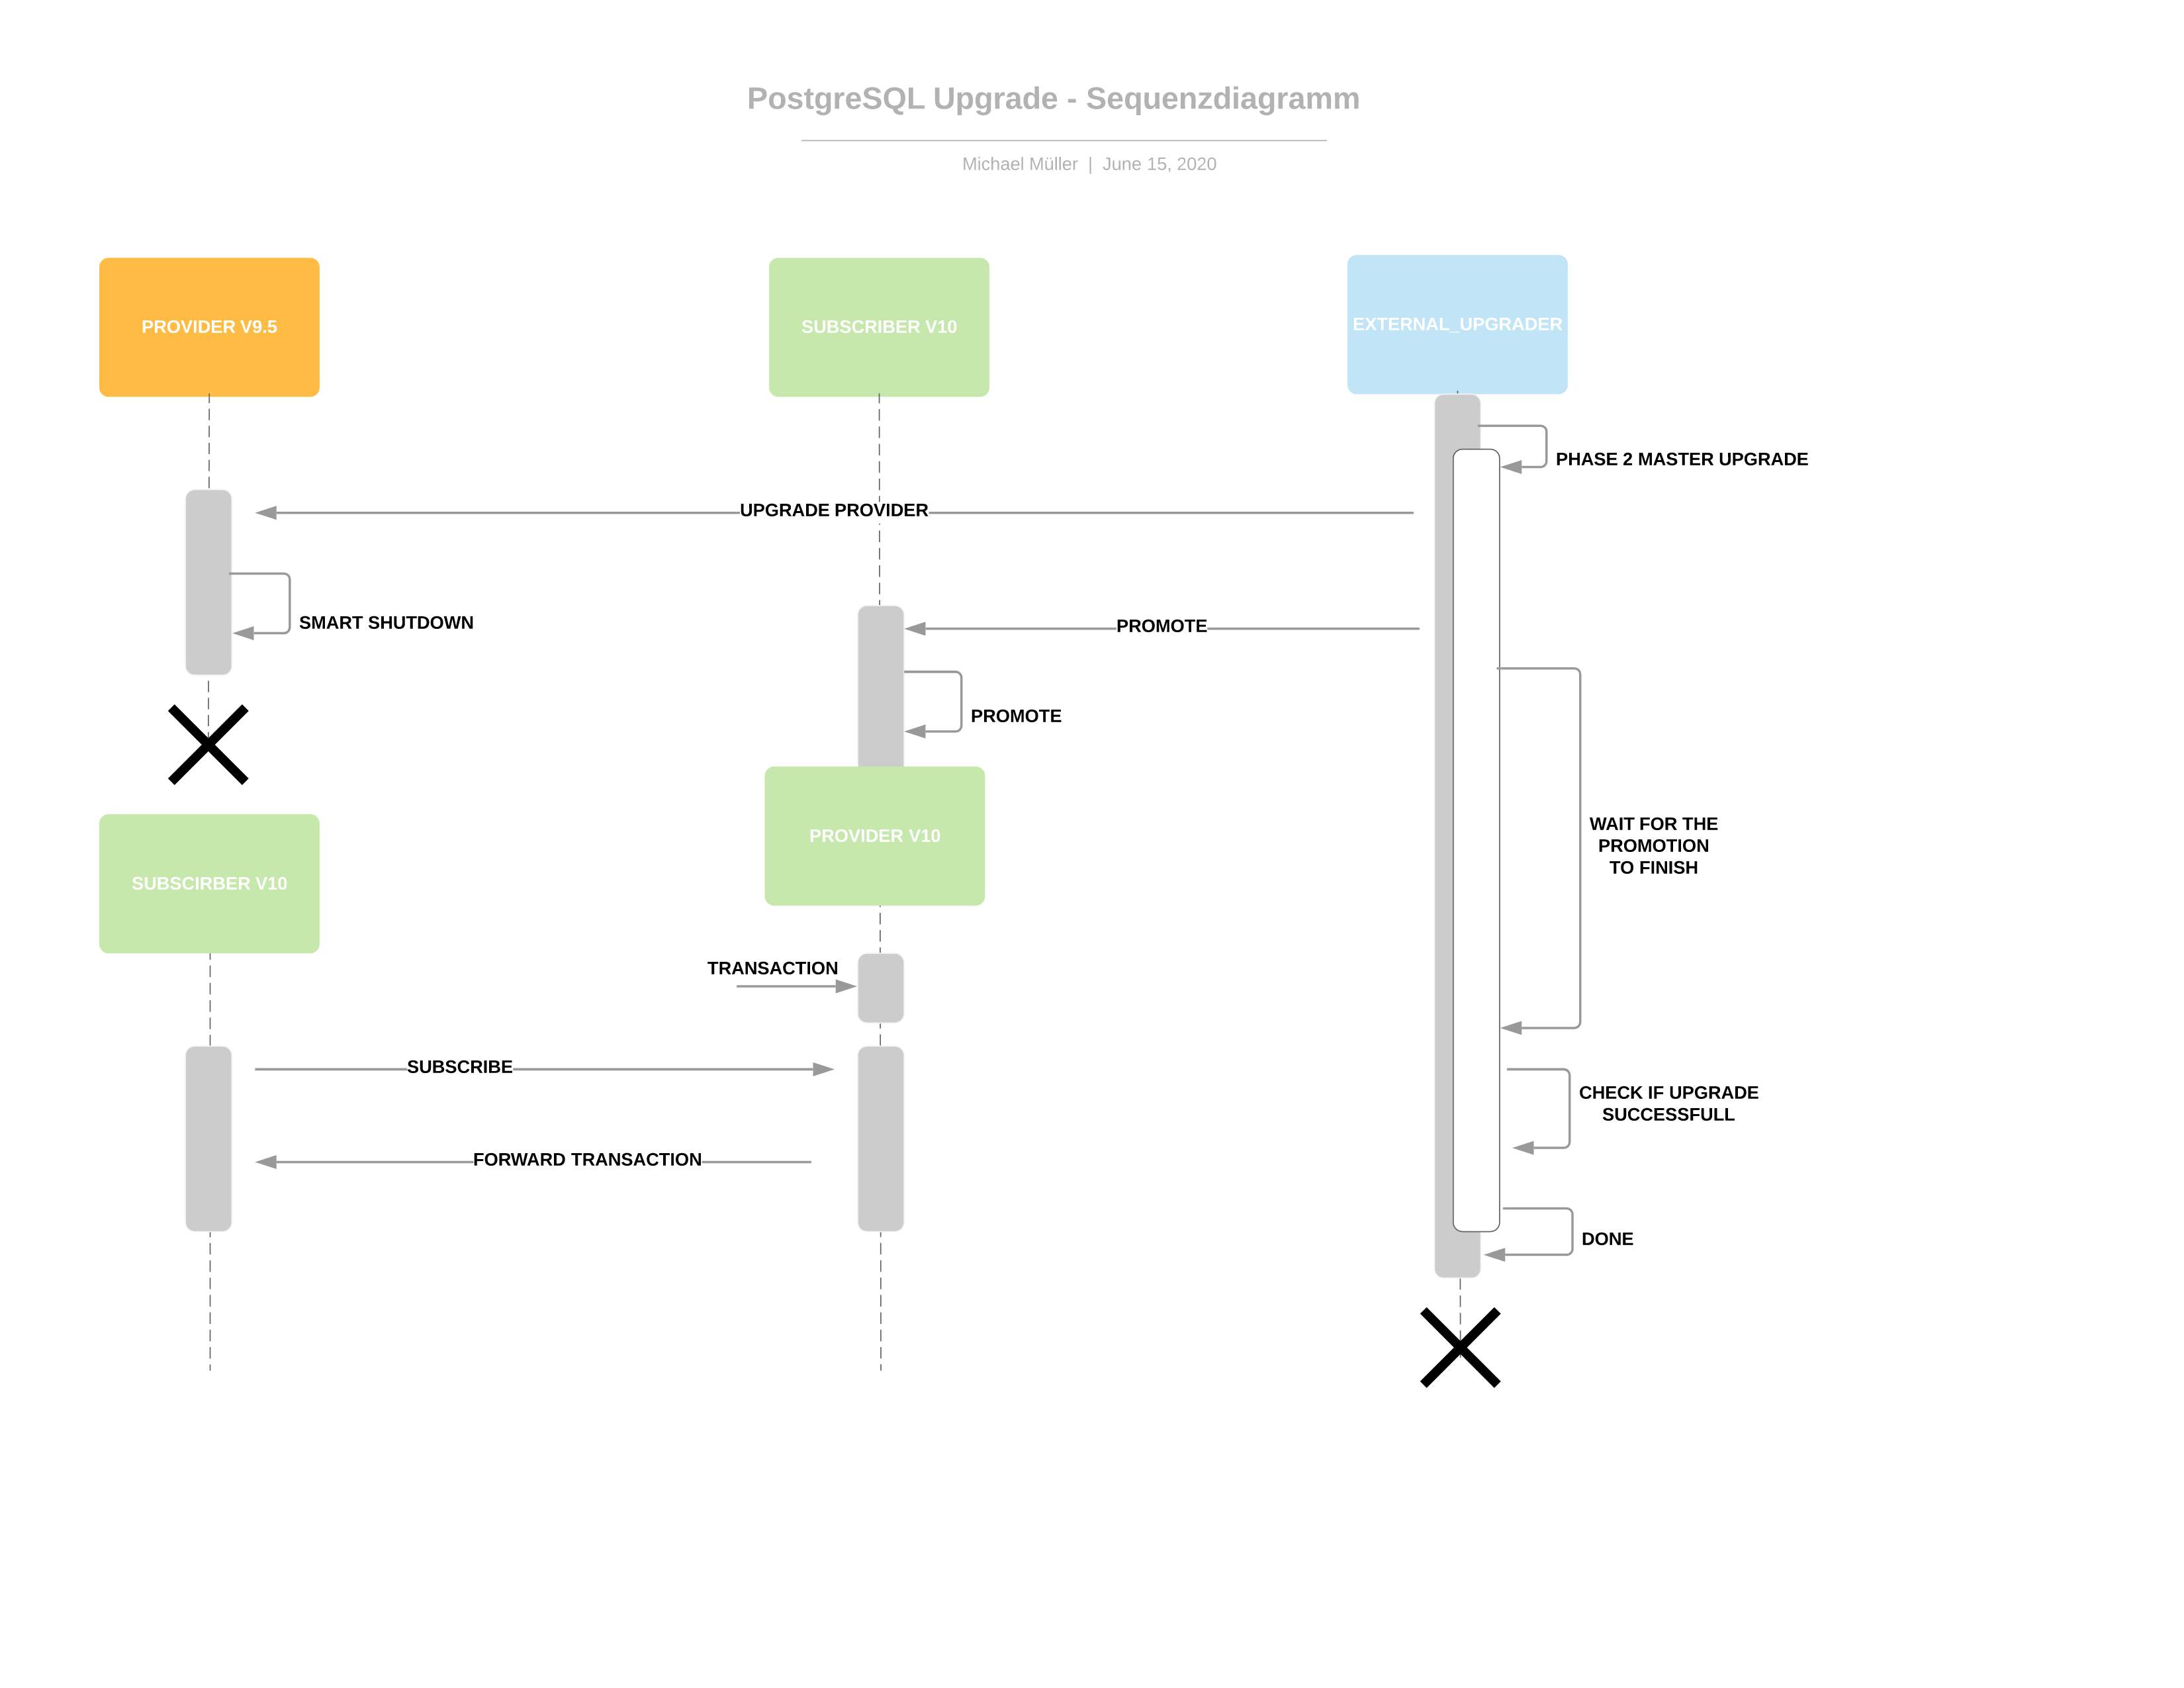 PostgreSQL Upgrade - Sequenzdiagramm
Michael Müller | June 15, 2020
PROVIDER V9.5
SUBSCRIBER V10
EXTERNAL_UPGRADER
PHASE 2 MASTER UPGRADE
UPGRADE PROVIDER
SMART SHUTDOWN
PROMOTE
PROMOTE
PROVIDER V10
WAIT FOR THE
PROMOTION
TO FINISH
SUBSCIRBER V10
TRANSACTION
SUBSCRIBE
CHECK IF UPGRADE
SUCCESSFULL
FORWARD TRANSACTION
DONE